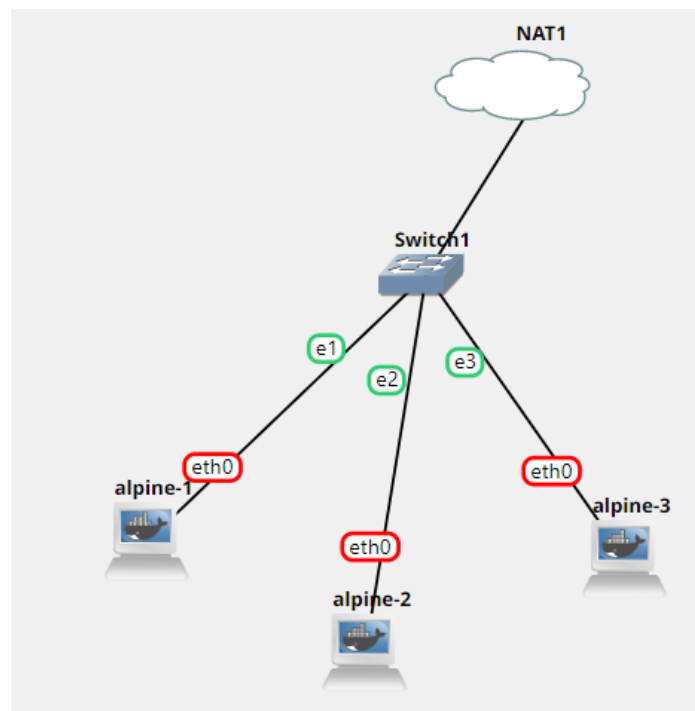 NAT1
Switch1
e1
e2
e3
eth0
eth0
eth0
alpine-1
alpine-3
alpine-2